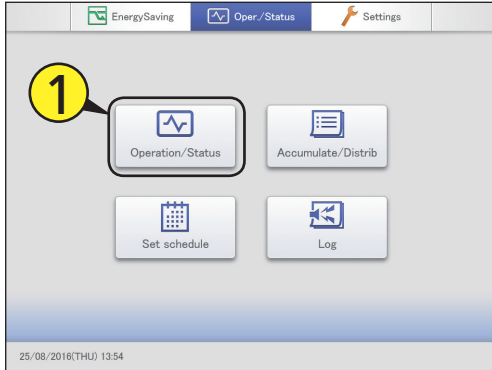 EnergySaving
Oper./Status
Settings
1
Operation/Status
Accumulate/Distrib
Set schedule
Log
25/08/2016(THU) 13:54